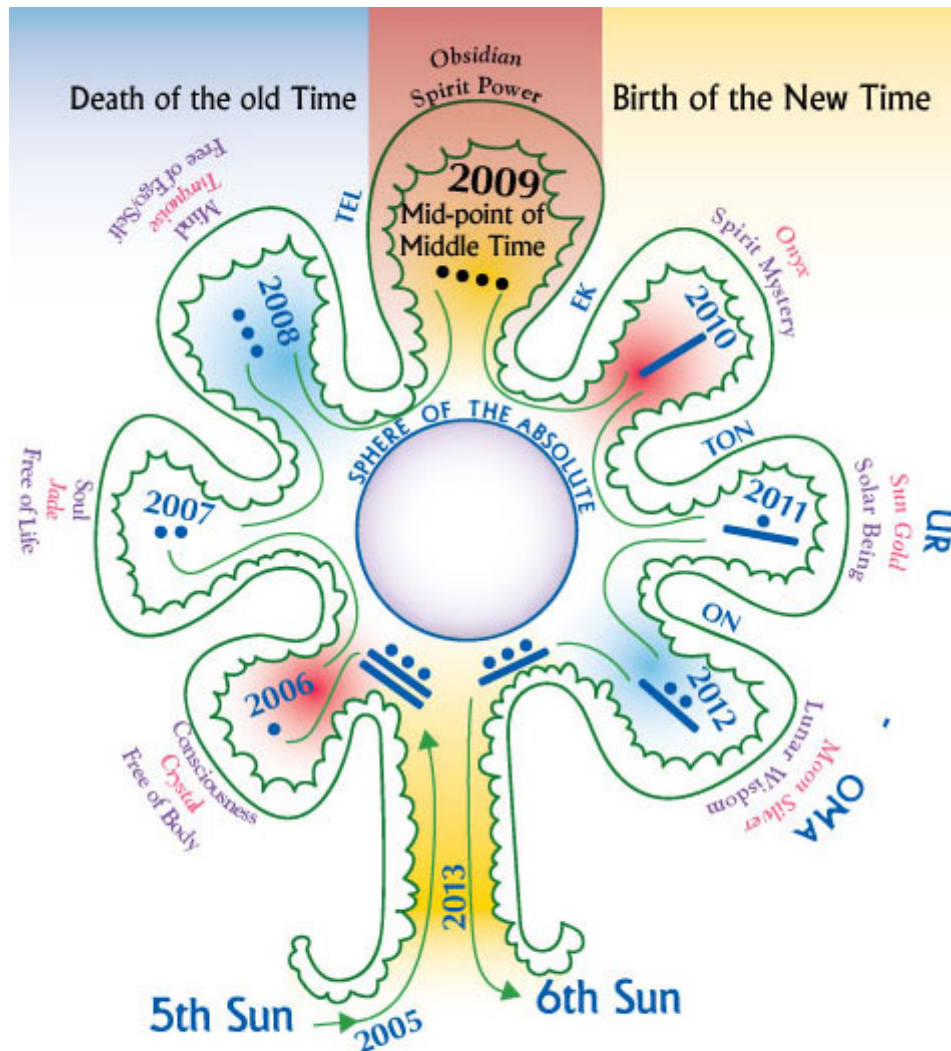 Death of the old Time
Obsidian
Spirit Power
Birth of the New Time
Free of Ego/Self
Turquoise
Mind
TEL
2009
Mid-point of
Middle Time
EK
Onyx
Spirit Mystery
2008
2010
SPHERE OF THE ABSOLUTE
TON
Soul
Jade
Free of Life
2007
2011
Sun Gold
Solar Being
UR
ON
2006
2012
Consciousness
Crystal
Free of Body
Moon Silver
Lunar Wisdom
OMA
2013
5th Sun
2005
6th Sun